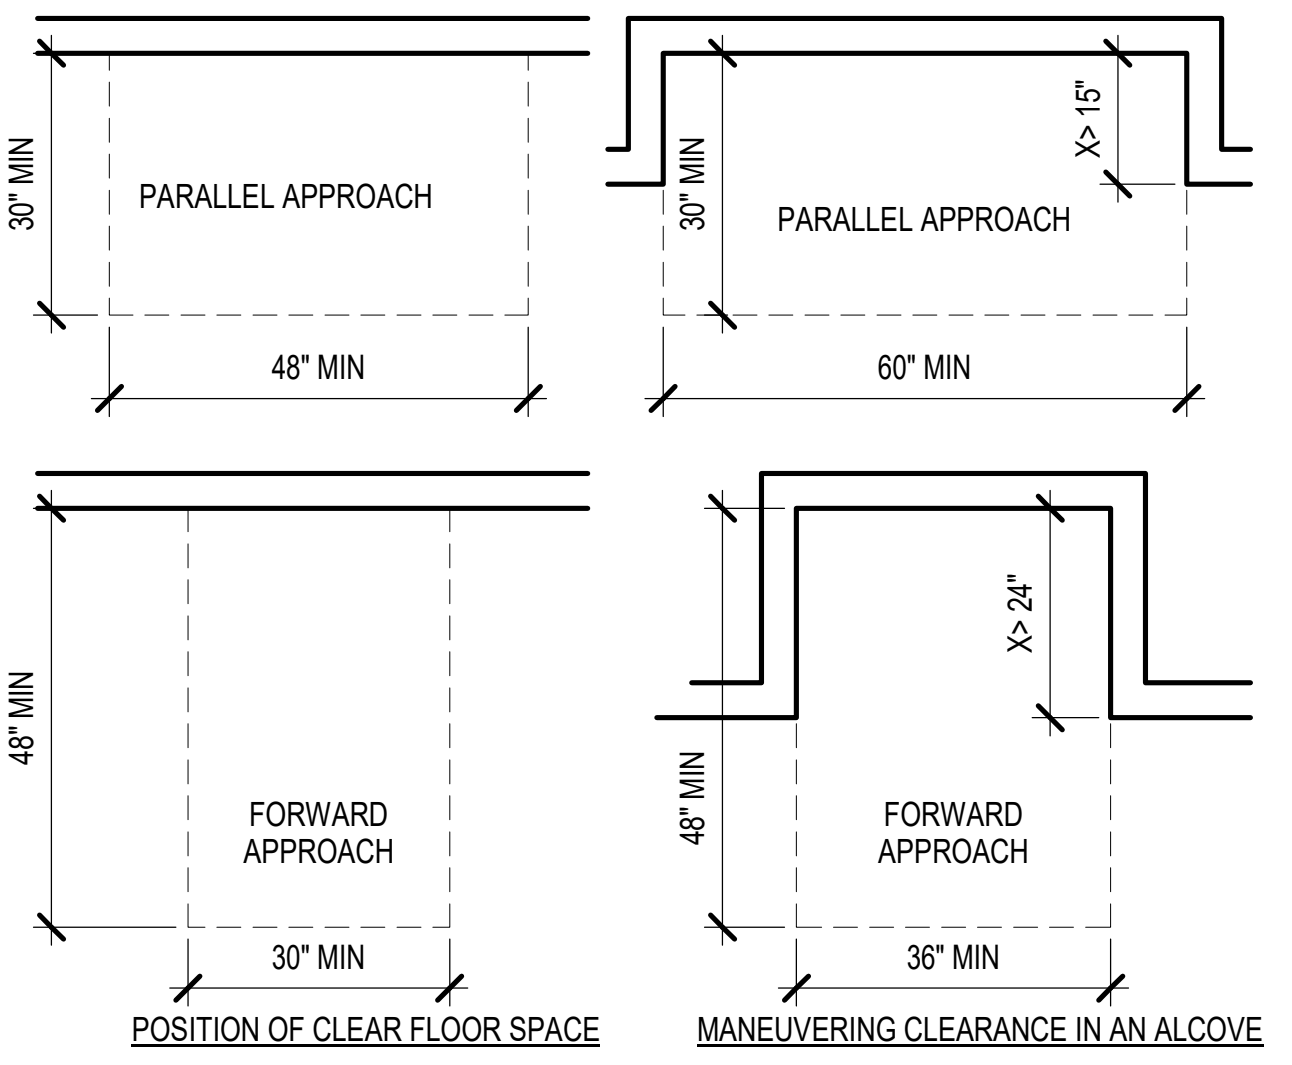 30" MIN
PARALLEL APPROACH
48" MIN
30" MIN
X> 15"
PARALLEL APPROACH
60" MIN
48" MIN
FORWARD
APPROACH
30" MIN
POSITION OF CLEAR FLOOR SPACE
48" MIN
X> 24"
FORWARD
APPROACH
36" MIN
MANEUVERING CLEARANCE IN AN ALCOVE